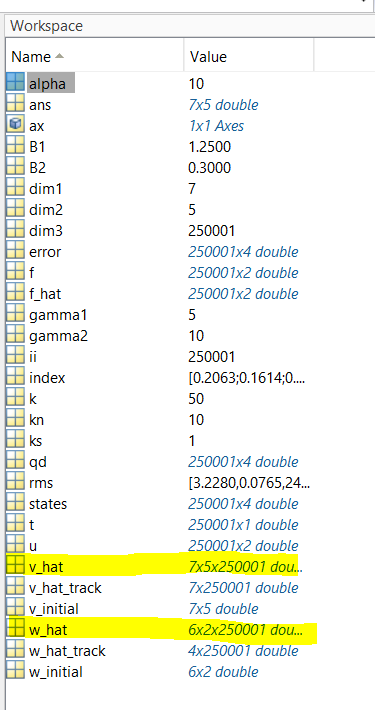 Workspace
Name Value
alpha 10
ans 7x5 double
ax 1x1 Axes
B1 1.2500
B2 0.3000
dim1 7
dim2 5
dim3 250001
error 250001x4 double
f 250001x2 double
f_hat 250001x2 double
gamma1 5
gamma2 10
ii 250001
index [0.2063;0.1614;0....
k 50
kn 10
ks 1
qd 250001x4 double
rms [3.2280,0.0765,24...
states 250001x4 double
t 250001x1 double
u 250001x2 double
v_hat 7x5x250001 dou...
v_hat_track 7x250001 double
v_initial 7x5 double
w_hat 6x2x250001 dou...
w_hat_track 4x250001 double
w_initial 6x2 double